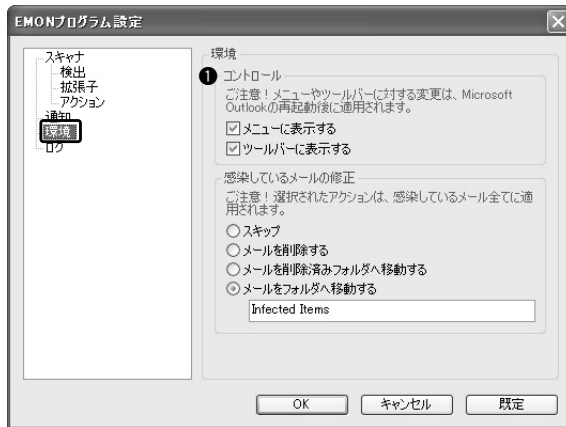 EMONプログラム設定
スキャナ
検出
拡張子
アクション
通知
環境
ログ
環境
❶ コントロール
ご注意！メニューやツールバーに対する変更は、Microsoft
Outlookの再起動後に適用されます。
メニューに表示する
ツールバーに表示する
感染しているメールの修正
ご注意！選択されたアクションは、感染しているメール全てに適
用されます。
スキップ
メールを削除する
メールを削除済みフォルダへ移動する
メールをフォルダへ移動する
Infected Items
OK
キャンセル
既定